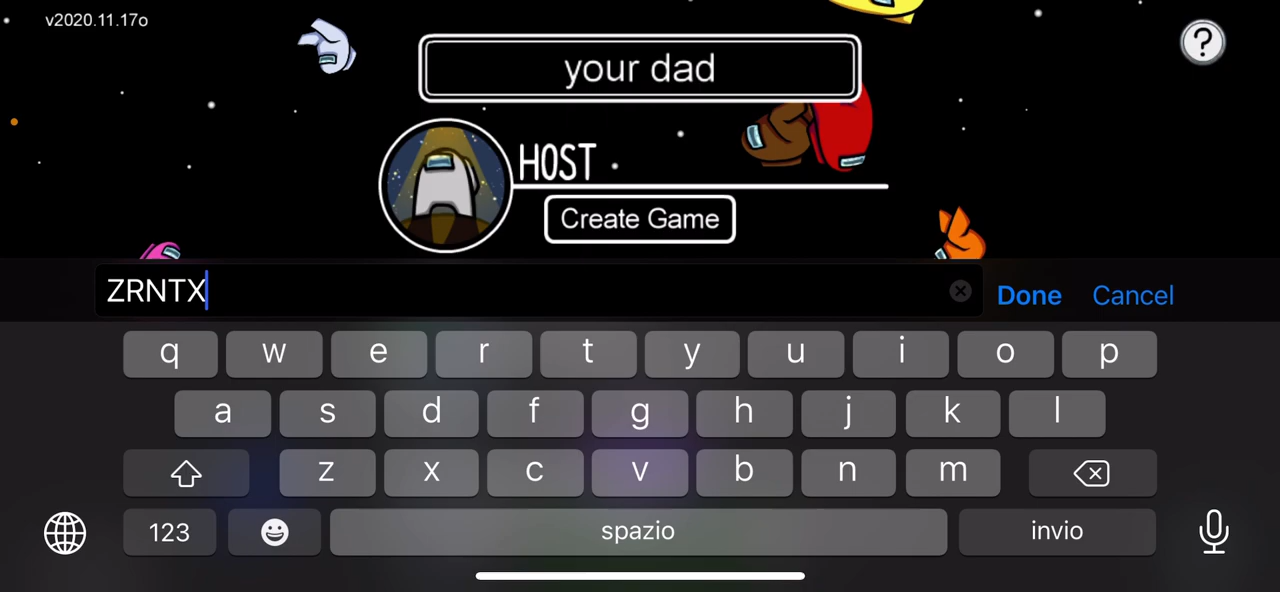 v2020.11.17o
?
your dad
HOST
Create Game
ZRNTX
Done Cancel
q w e r t y u i o p
a s d f g h j k l
z x c v b n m
123 spazio invio